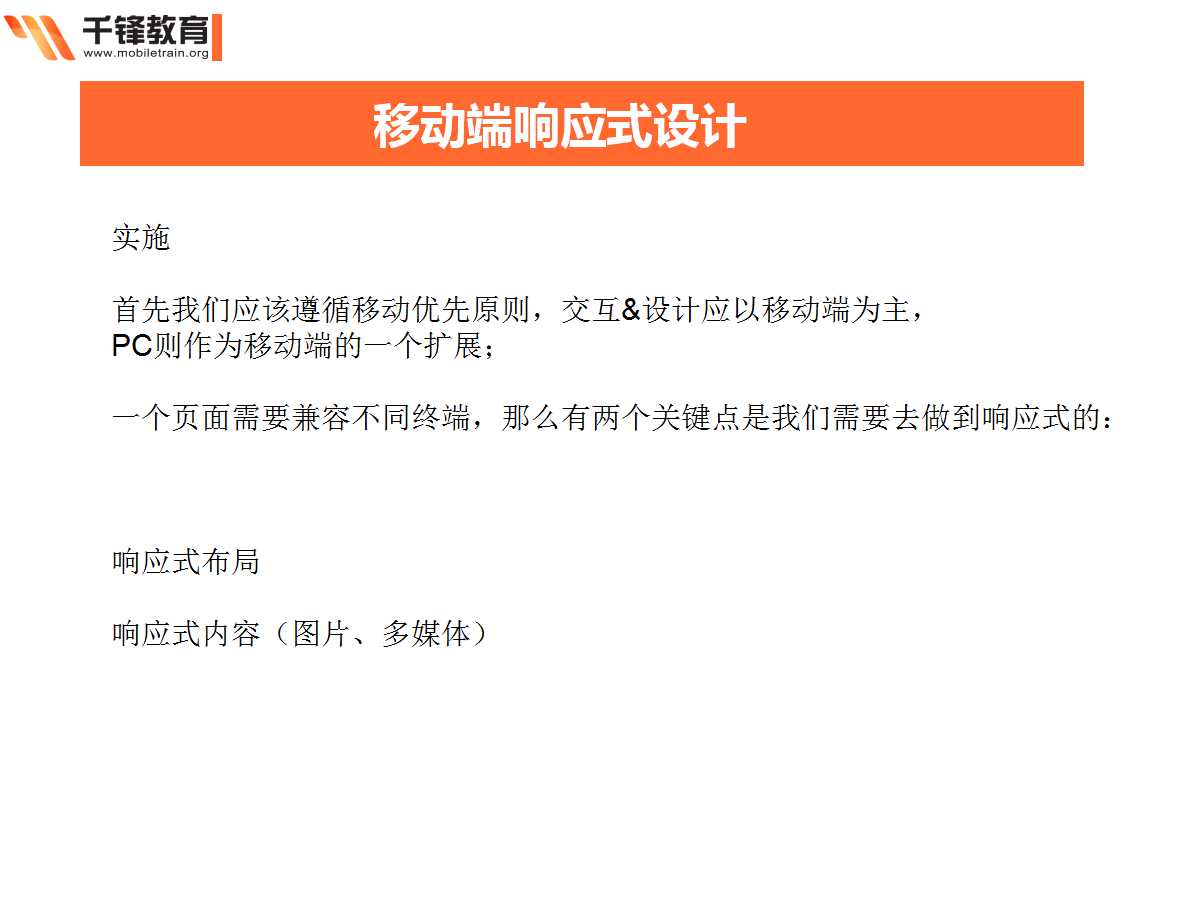 千锋教育
www.mobiletrain.org
移动端响应式设计
实施
首先我们应该遵循移动优先原则，交互&设计应以移动端为主，
PC则作为移动端的一个扩展；
一个页面需要兼容不同终端，那么有两个关键点是我们需要去做到响应式的：
响应式布局
响应式内容（图片、多媒体）